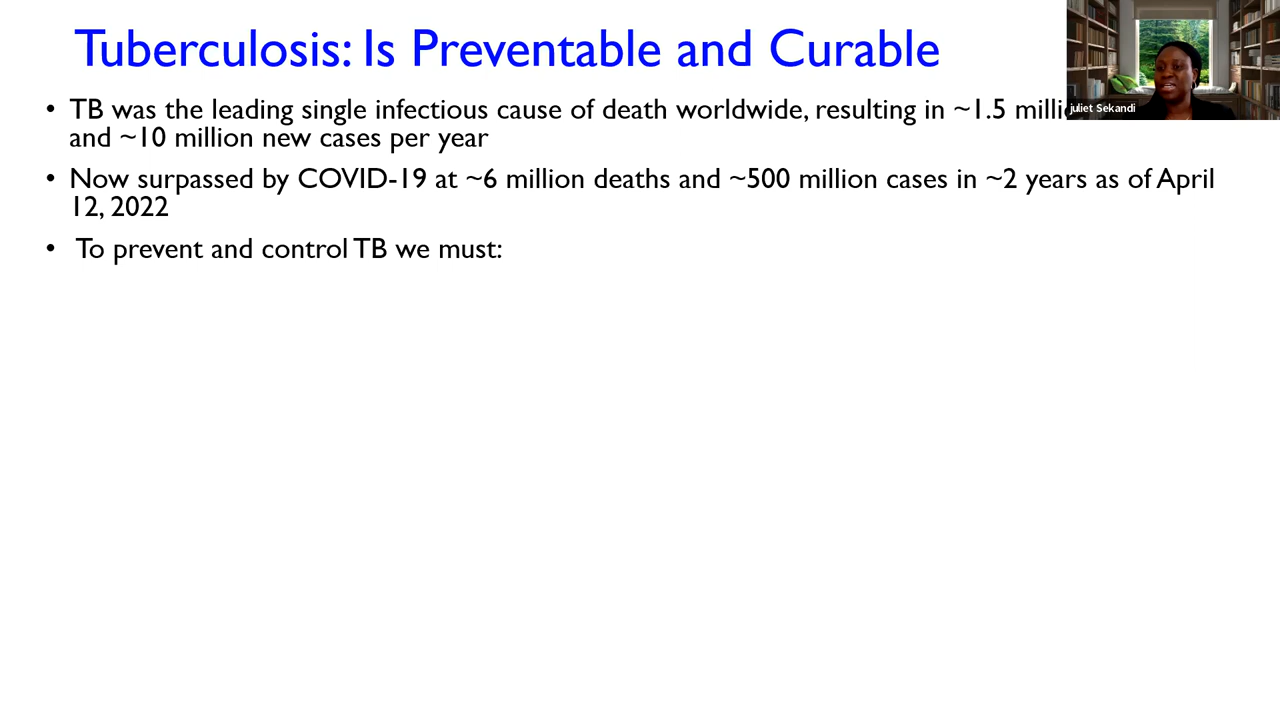 Tuberculosis: Is Preventable and Curable
• TB was the leading single infectious cause of death worldwide, resulting in ~1.5
and ~10 million new cases per year
• Now surpassed by COVID-19 at ~6 million deaths and ~500 million cases in ~2 years as of April
12, 2022
• To prevent and control TB we must:
juliet Sekandi